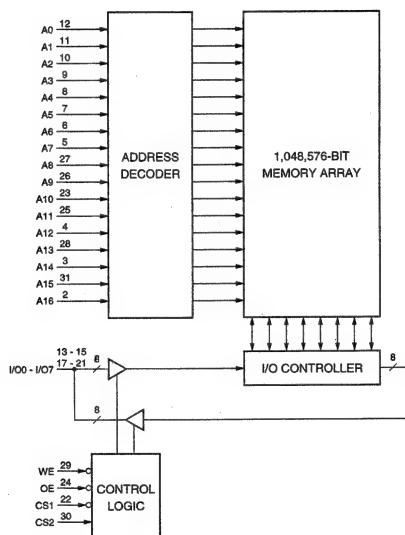 A0 12
A1 11
A2 10
A3 9
A4 8
A5 7
A6 6
A7 5
A8 27
A9 26
A10 23
A11 25
A12 4
A13 28
A14 3
A15 31
A16 2
ADDRESS
DECODER
1,048,576-BIT
MEMORY ARRAY
13 - 15
I/O0 - I/O7 17 - 21
8
8
I/O CONTROLLER
8
WE 29
OE 24
CS1 22
CS2 30
CONTROL
LOGIC